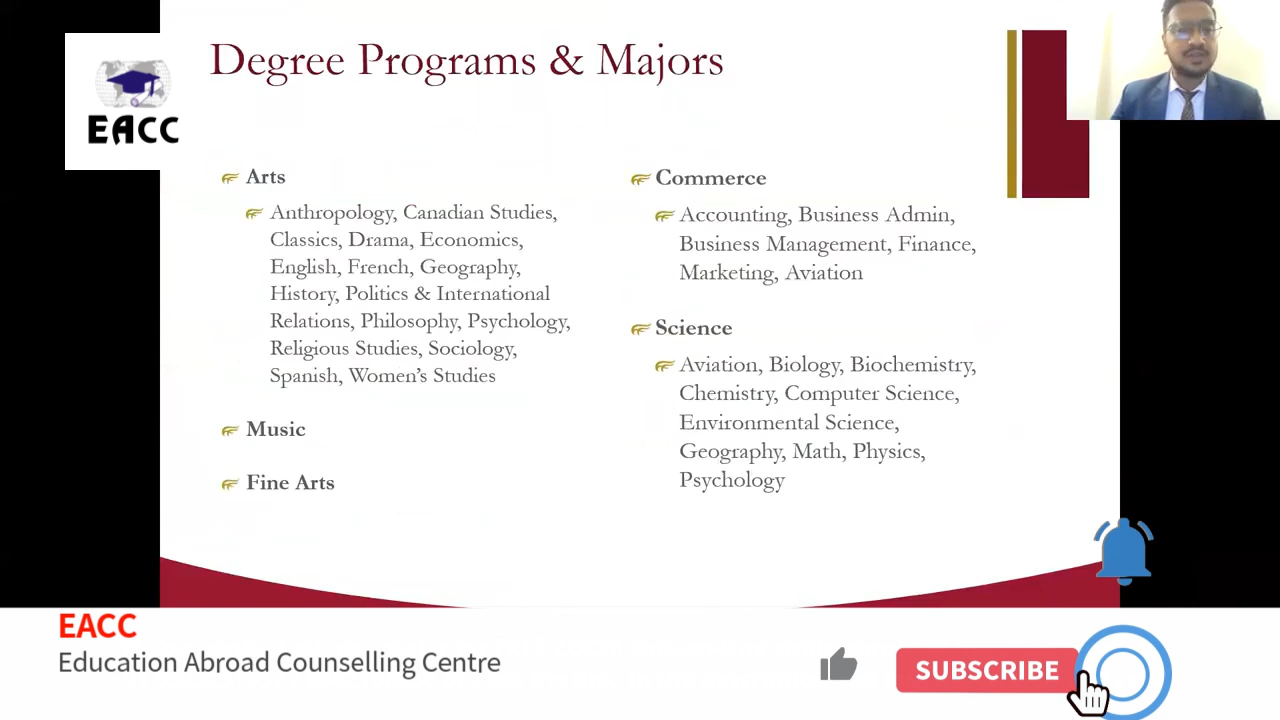 Degree Programs & Majors
EACC
Arts
Anthropology, Canadian Studies,
Classics, Drama, Economics,
English, French, Geography,
History, Politics & International
Relations, Philosophy, Psychology,
Religious Studies, Sociology,
Spanish, Women’s Studies
Music
Fine Arts
Commerce
Accounting, Business Admin,
Business Management, Finance,
Marketing, Aviation
Science
Aviation, Biology, Biochemistry,
Chemistry, Computer Science,
Environmental Science,
Geography, Math, Physics,
Psychology
EACC
Education Abroad Counselling Centre
SUBSCRIBE